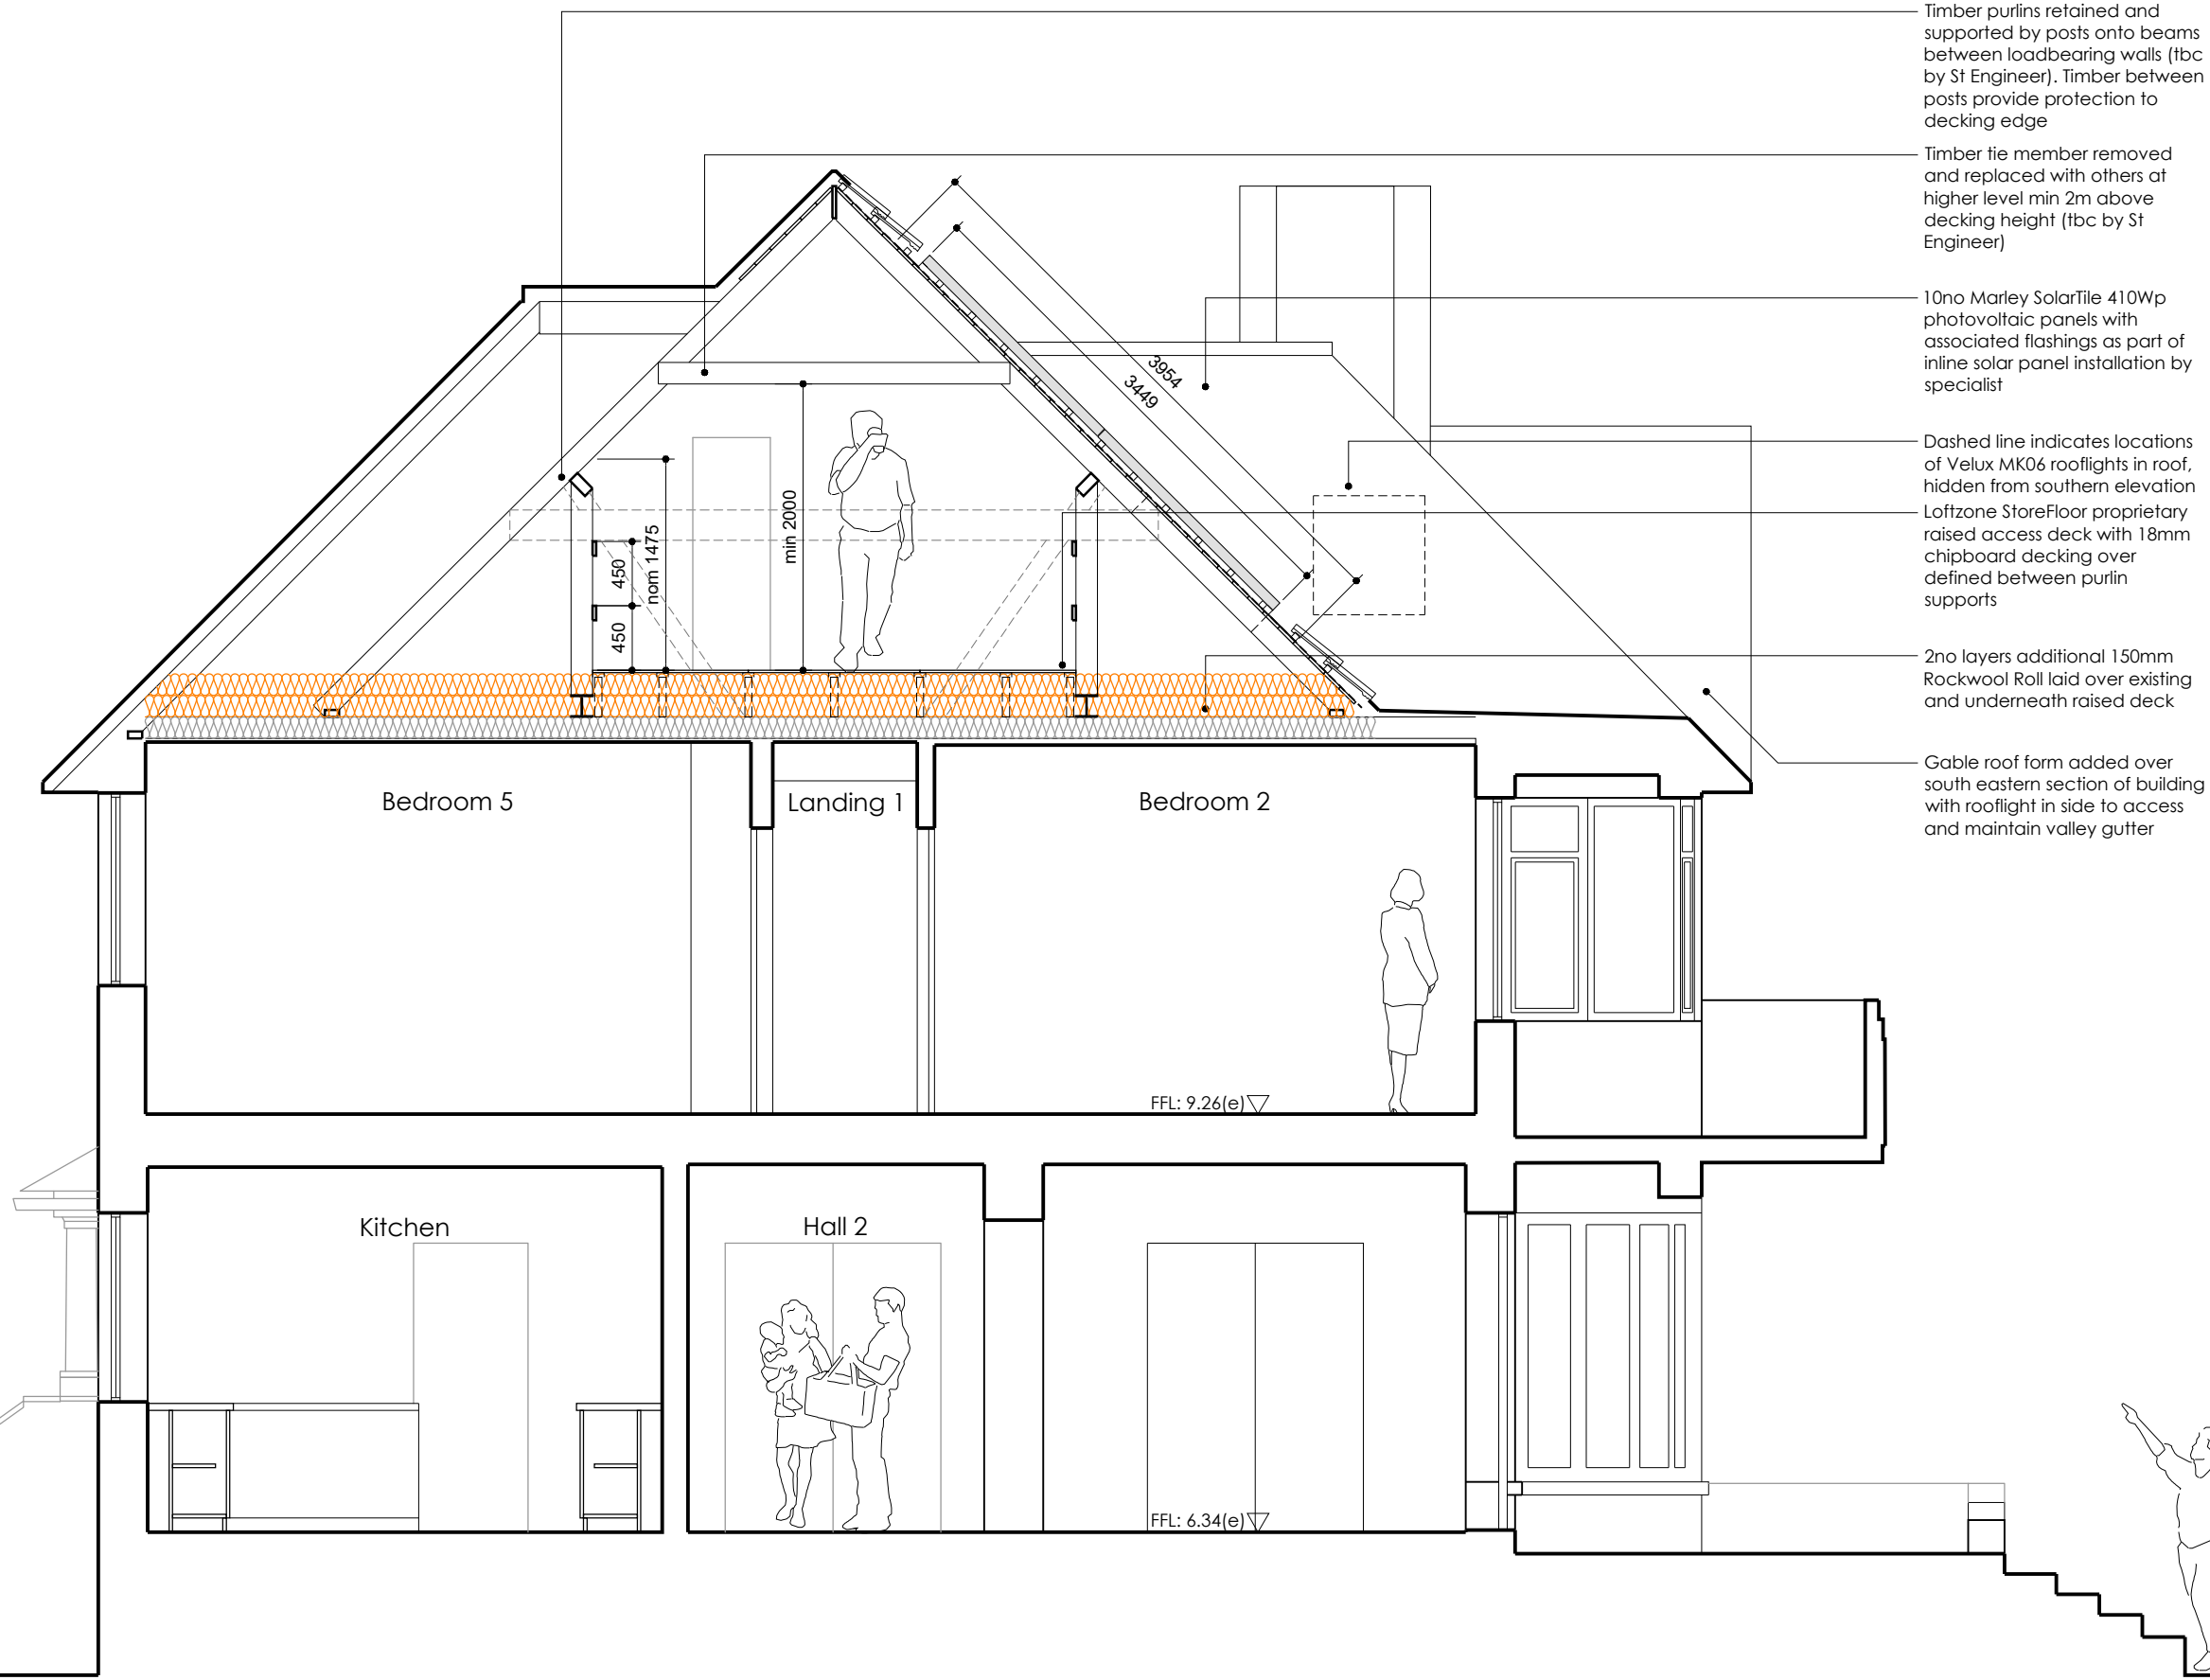 Timber purlins retained and
supported by posts onto beams
between loadbearing walls (tbc
by St Engineer). Timber between
posts provide protection to
decking edge
Timber tie member removed
and replaced with others at
higher level min 2m above
decking height (tbc by St
Engineer)
10no Marley SolarTile 410Wp
photovoltaic panels with
associated flashings as part of
inline solar panel installation by
specialist
Dashed line indicates locations
of Velux MK06 rooflights in roof,
hidden from southern elevation
Loftzone StoreFloor proprietary
raised access deck with 18mm
chipboard decking over
defined between purlin
supports
2no layers additional 150mm
Rockwool Roll laid over existing
and underneath raised deck
Gable roof form added over
south eastern section of building
with rooflight in side to access
and maintain valley gutter
3954
3449
450
450
nom 1475
min 2000
Bedroom 5
Landing 1
Bedroom 2
FFL: 9.26(e)
Kitchen
Hall 2
FFL: 6.34(e)